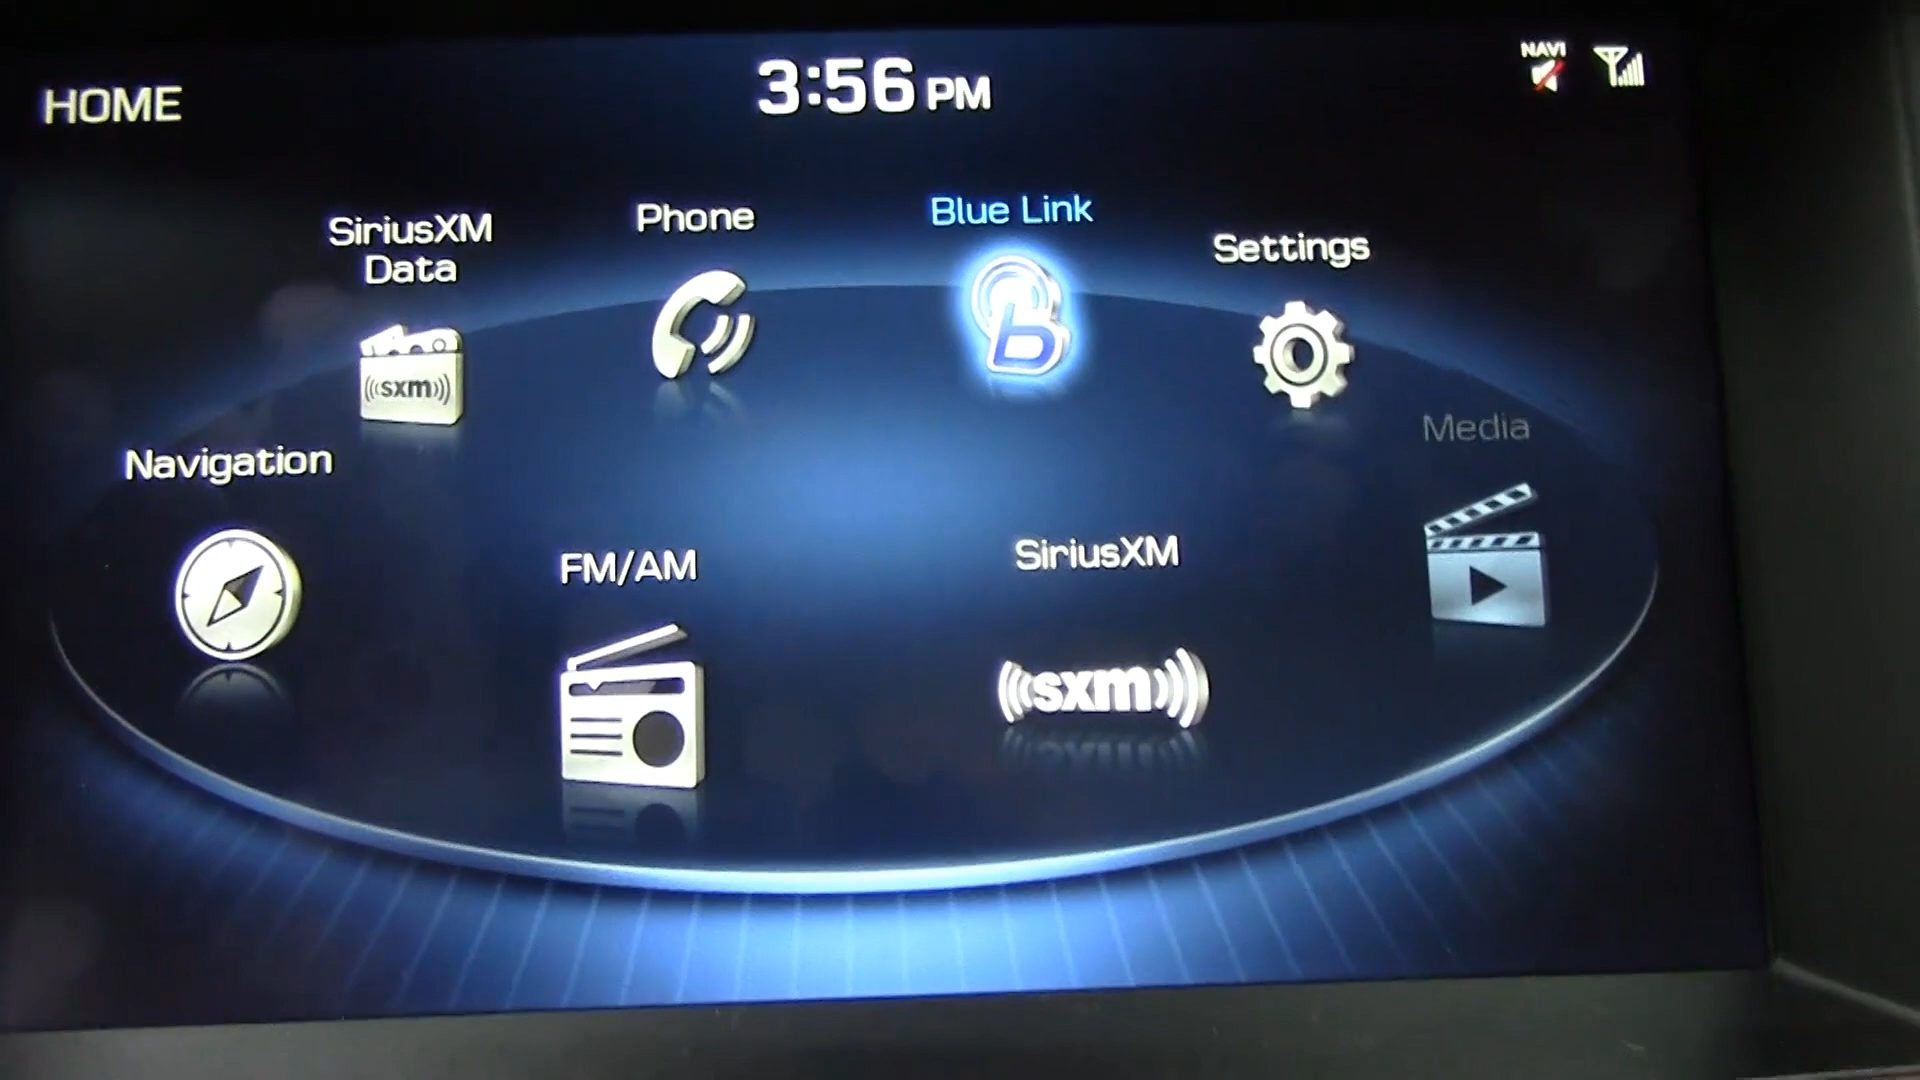 HOME
3:56 PM
NAVI
SiriusXM
Data
Phone
Blue Link
Settings
((sxm))
Navigation
Media
FM/AM
SiriusXM
((sxm))